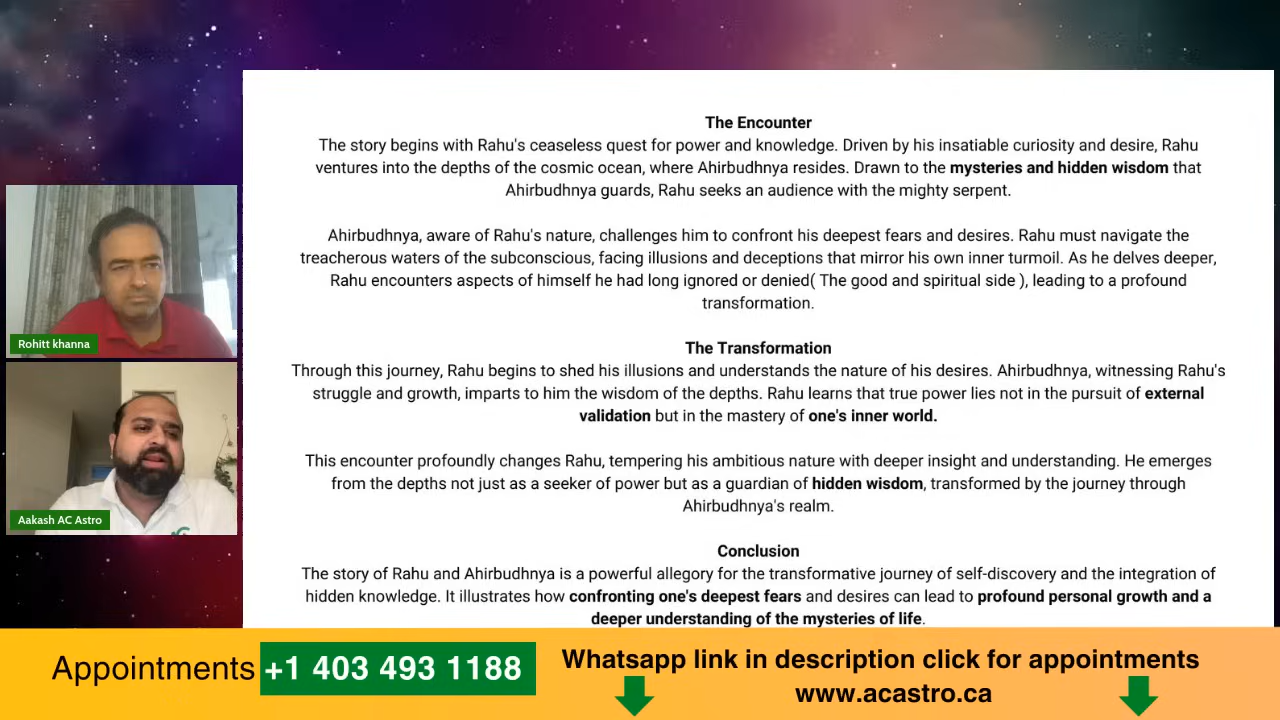 The Encounter
The story begins with Rahu's ceaseless quest for power and knowledge. Driven by his insatiable curiosity and desire, Rahu
ventures into the depths of the cosmic ocean, where Ahirbudhnya resides. Drawn to the mysteries and hidden wisdom that
Ahirbudhnya guards, Rahu seeks an audience with the mighty serpent.
Ahirbudhnya, aware of Rahu's nature, challenges him to confront his deepest fears and desires. Rahu must navigate the
treacherous waters of the subconscious, facing illusions and deceptions that mirror his own inner turmoil. As he delves deeper,
Rahu encounters aspects of himself he had long ignored or denied( The good and spiritual side ), leading to a profound
transformation.
The Transformation
Through this journey, Rahu begins to shed his illusions and understands the nature of his desires. Ahirbudhnya, witnessing Rahu's
struggle and growth, imparts to him the wisdom of the depths. Rahu learns that true power lies not in the pursuit of external
validation but in the mastery of one's inner world.
This encounter profoundly changes Rahu, tempering his ambitious nature with deeper insight and understanding. He emerges
from the depths not just as a seeker of power but as a guardian of hidden wisdom, transformed by the journey through
Ahirbudhnya's realm.
Conclusion
The story of Rahu and Ahirbudhnya is a powerful allegory for the transformative journey of self-discovery and the integration of
hidden knowledge. It illustrates how confronting one's deepest fears and desires can lead to profound personal growth and a
deeper understanding of the mysteries of life.
Rohitt khanna
Aakash AC Astro
Appointments +1 403 493 1188
Whatsapp link in description click for appointments
www.acastro.ca